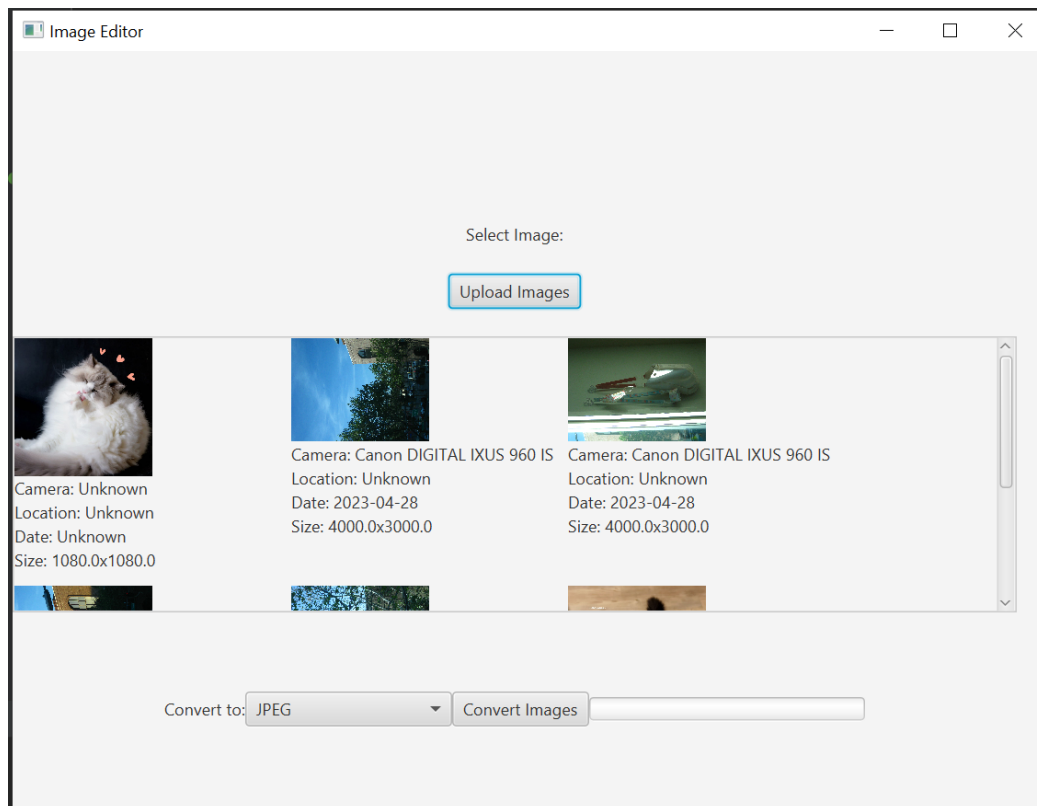 Image Editor
Select Image:
Upload Images
Camera: Unknown
Location: Unknown
Date: Unknown
Size: 1080.0x1080.0
Camera: Canon DIGITAL IXUS 960 IS
Location: Unknown
Date: 2023-04-28
Size: 4000.0x3000.0
Camera: Canon DIGITAL IXUS 960 IS
Location: Unknown
Date: 2023-04-28
Size: 4000.0x3000.0
Convert to: JPEG Convert Images